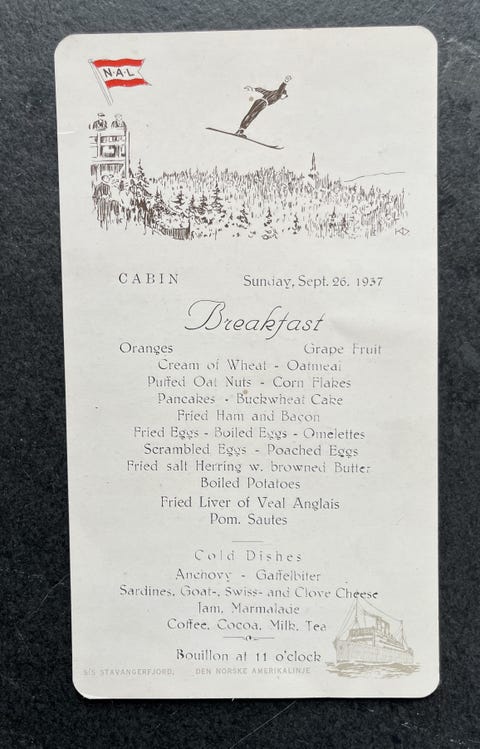 N·A·L
KD
CABIN Sunday, Sept. 26. 1937
Breakfast
Oranges Grape Fruit
Cream of Wheat - Oatmeal
Puffed Oat Nuts - Corn Flakes
Pancakes - Buckwheat Cake
Fried Ham and Bacon
Fried Eggs - Boiled Eggs - Omelettes
Scrambled Eggs - Poached Eggs
Fried salt Herring w. browned Butter
Boiled Potatoes
Fried Liver of Veal Anglais
Pom. Sautes
Cold Dishes
Anchovy - Gaffelbiter
Sardines, Goat-, Swiss- and Clove Cheese
Jam, Marmalade
Coffee, Cocoa, Milk, Tea
Bouillon at 11 o'clock
S/S STAVANGERFJORD, DEN NORSKE AMERIKALINJE